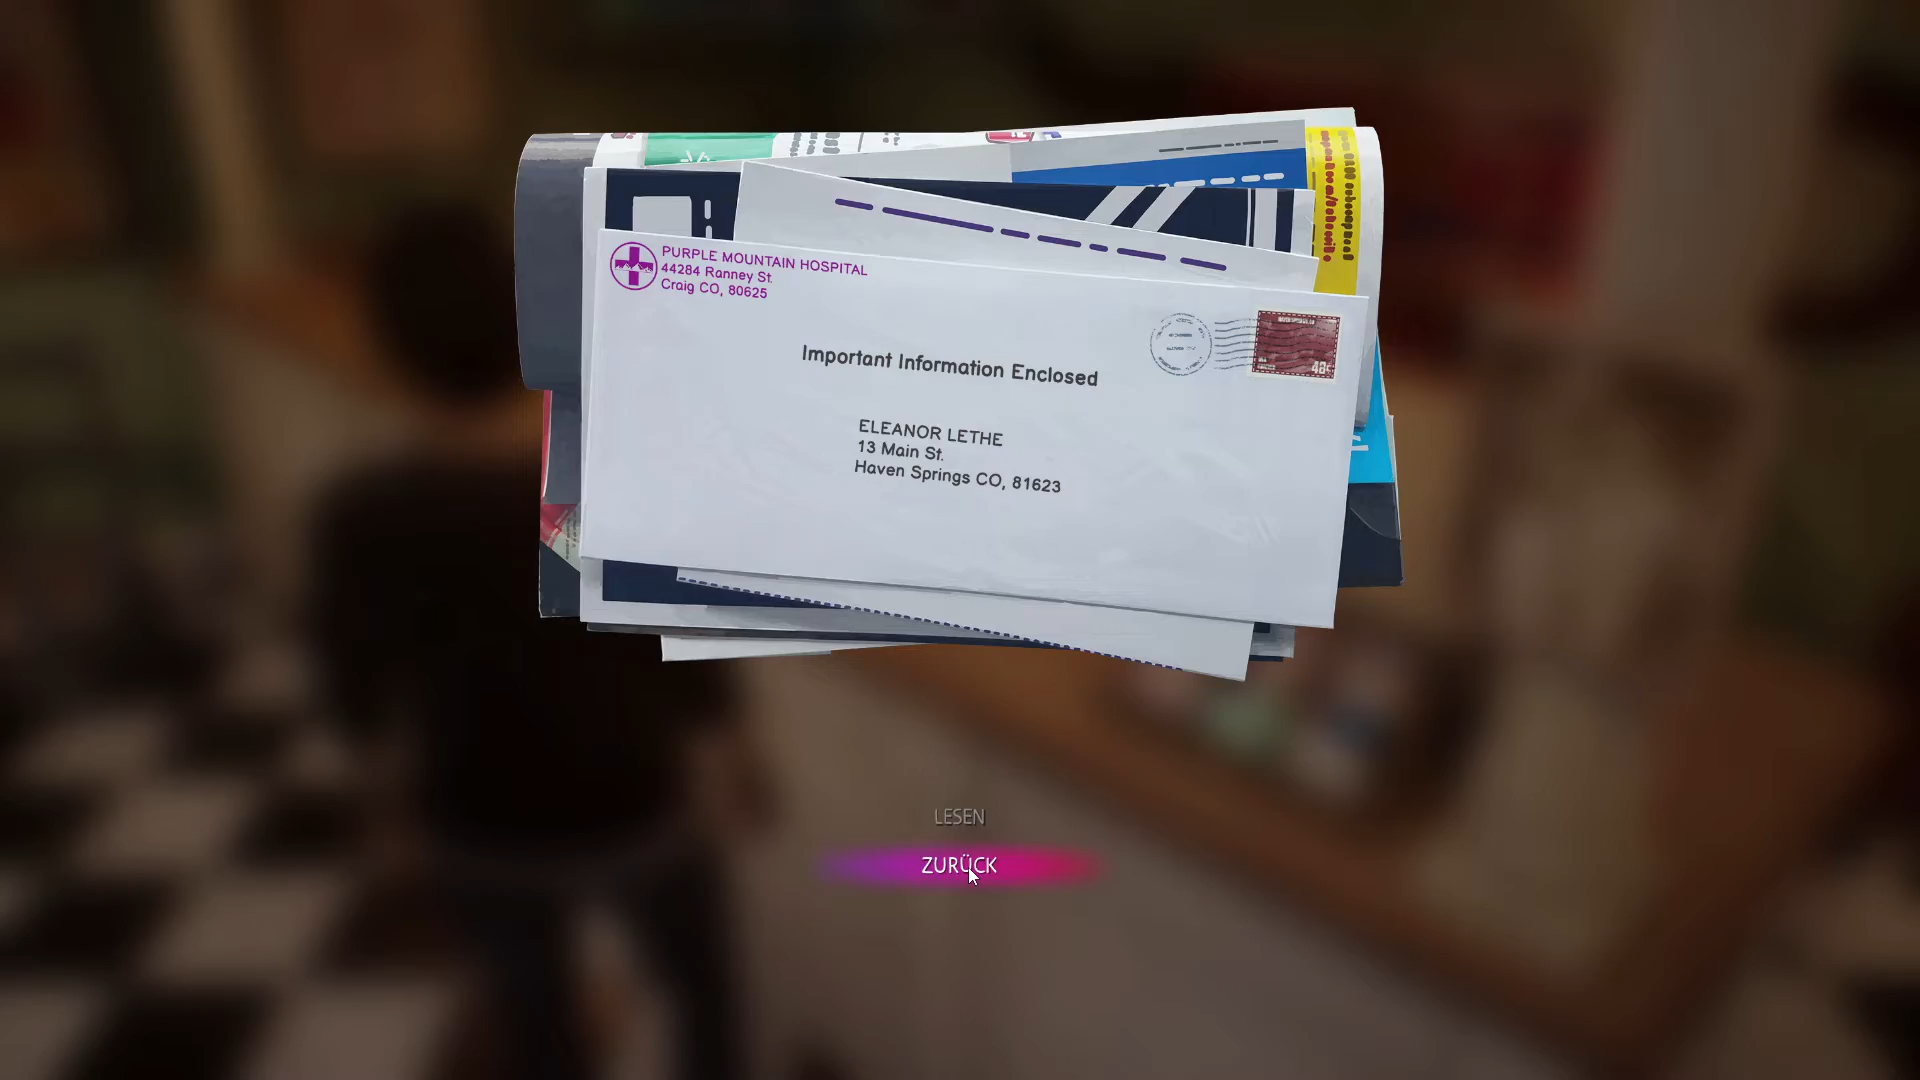 PURPLE MOUNTAIN HOSPITAL
44284 Ranney St.
Craig CO, 80625
48¢
Important Information Enclosed
ELEANOR LETHE
13 Main St.
Haven Springs CO, 81623
LESEN
ZURÜCK